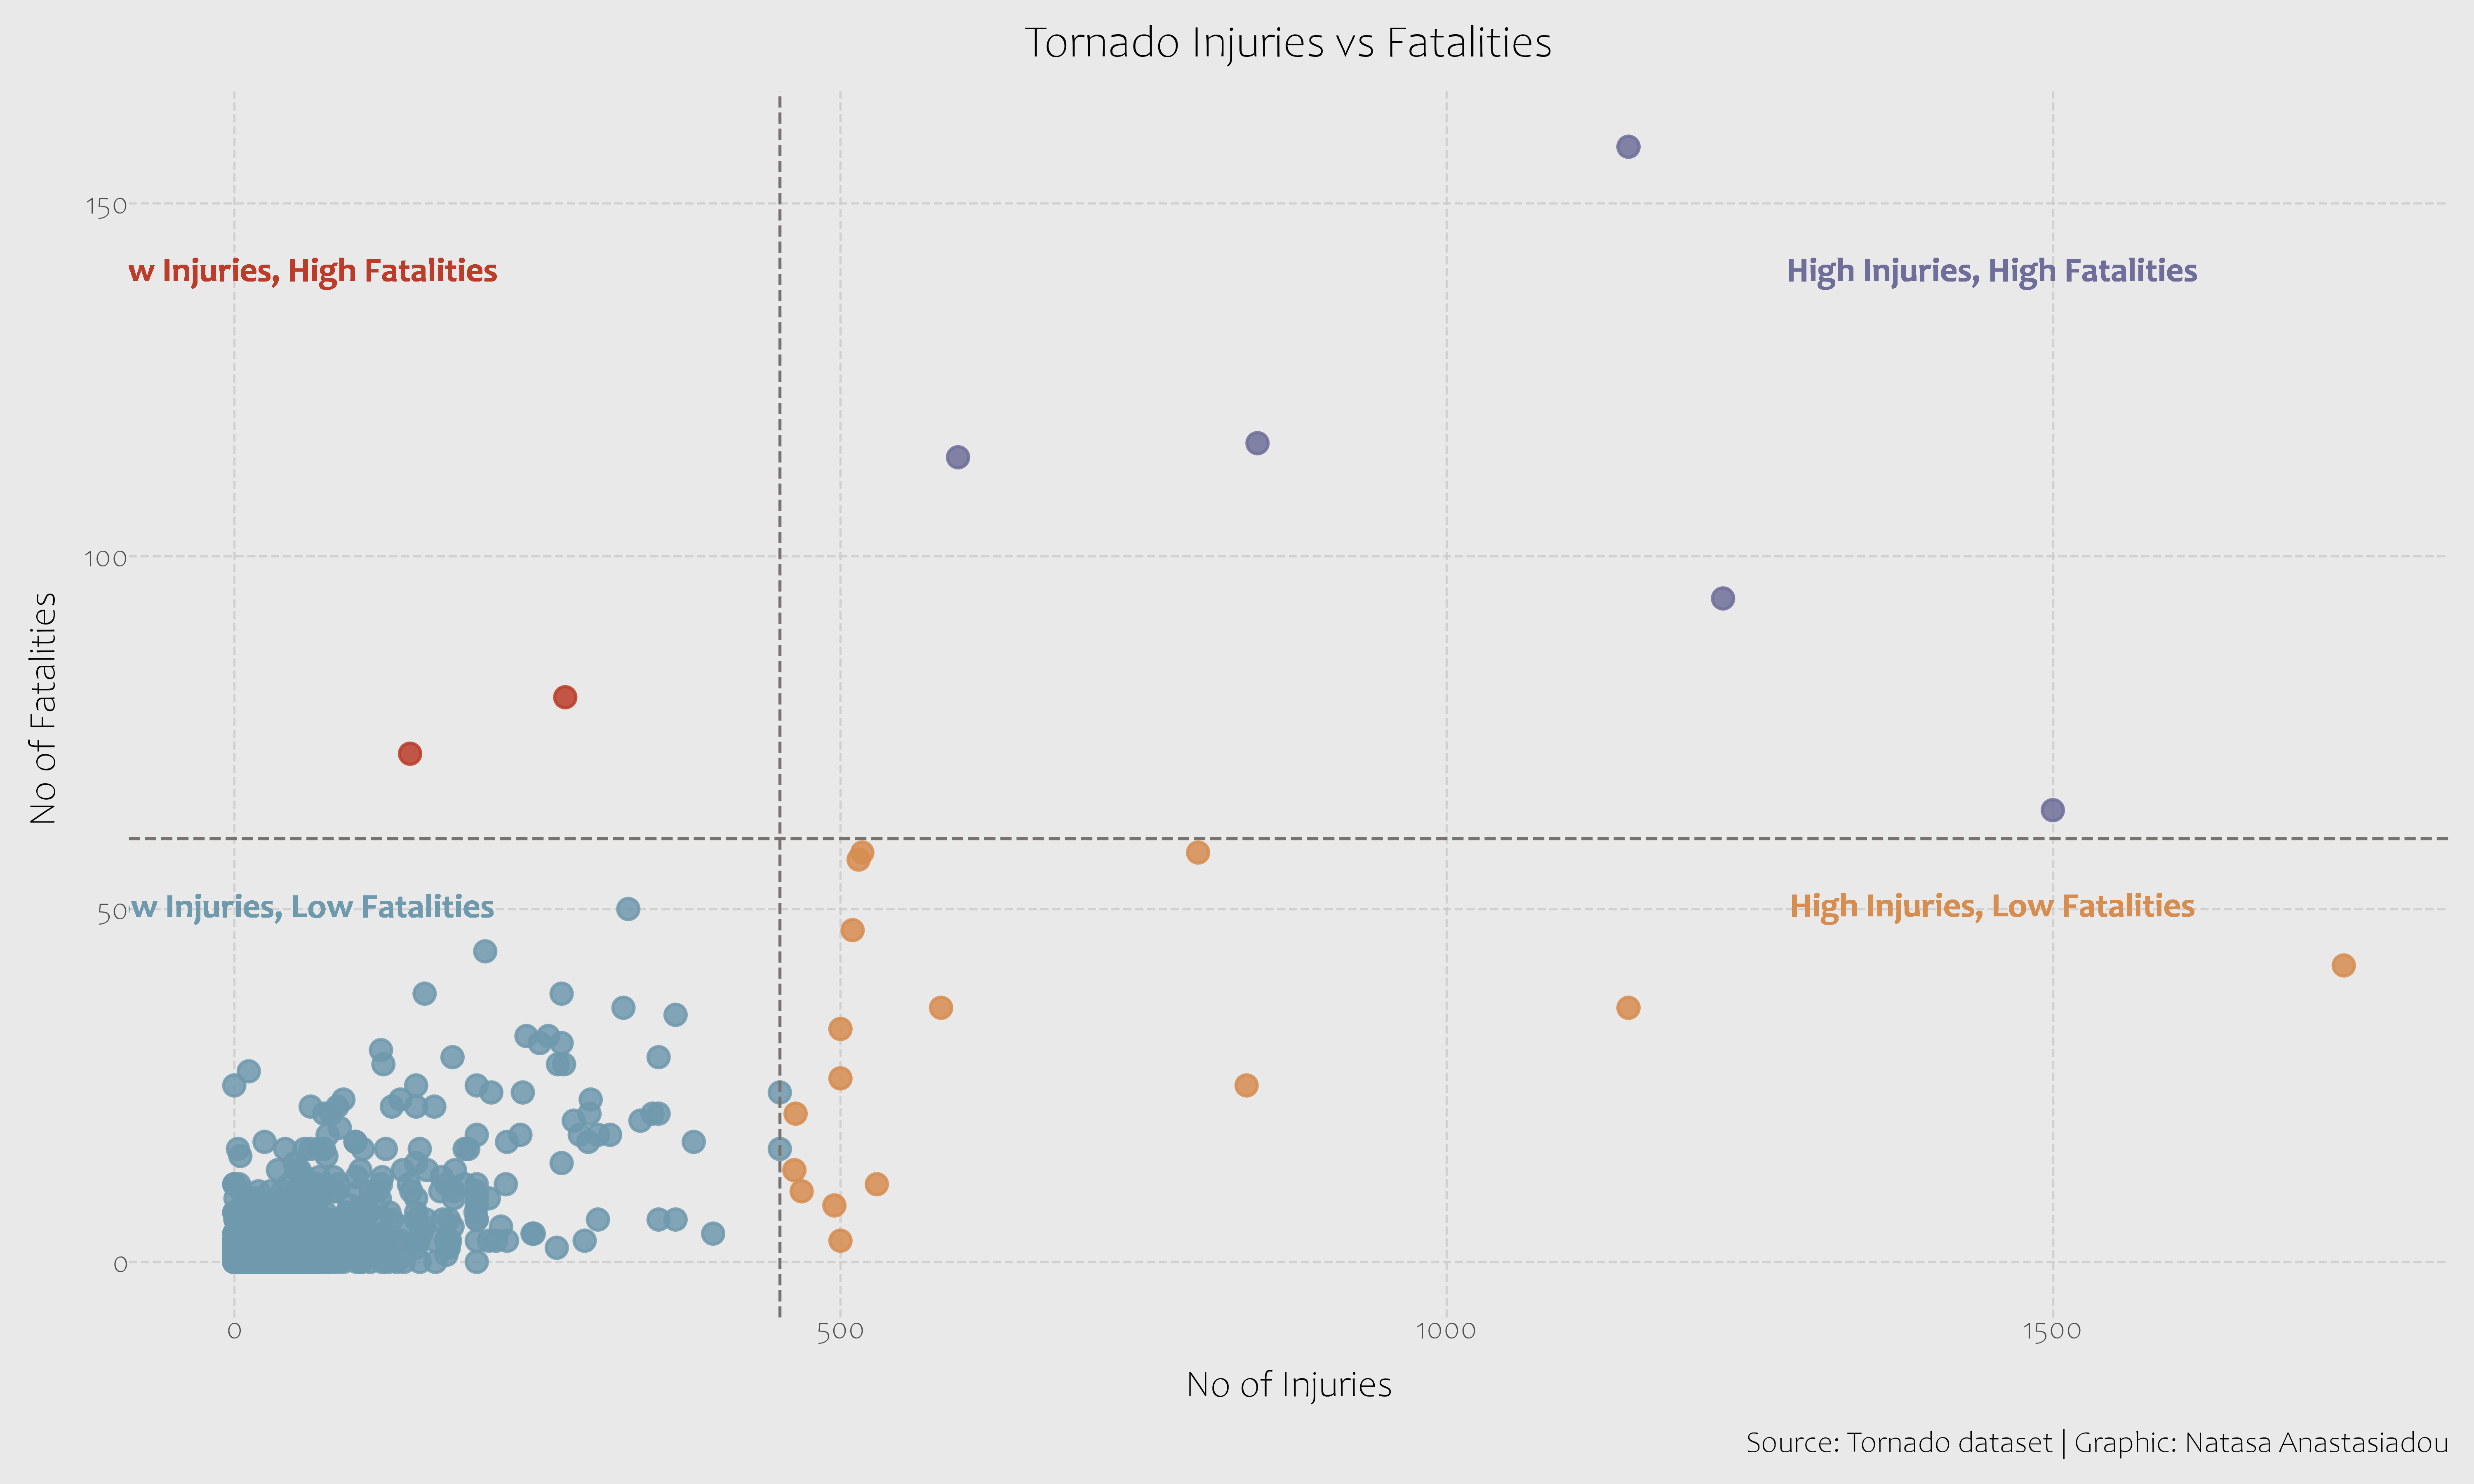 Tornado Injuries vs Fatalities
150
w Injuries, High Fatalities
High Injuries, High Fatalities
100
No of Fatalities
50
w Injuries, Low Fatalities
High Injuries, Low Fatalities
0
0
500
1000
1500
No of Injuries
Source: Tornado dataset | Graphic: Natasa Anastasiadou